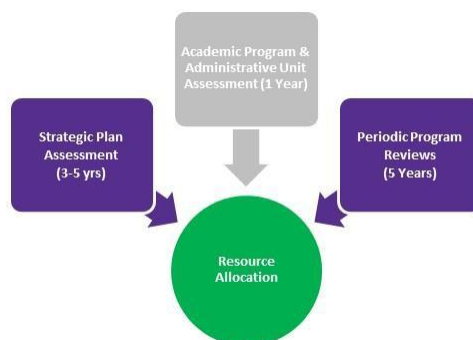 Academic Program &
Administrative Unit
Assessment (1 Year)
Strategic Plan
Assessment
(3-5 yrs)
Periodic Program
Reviews
(5 Years)
Resource
Allocation